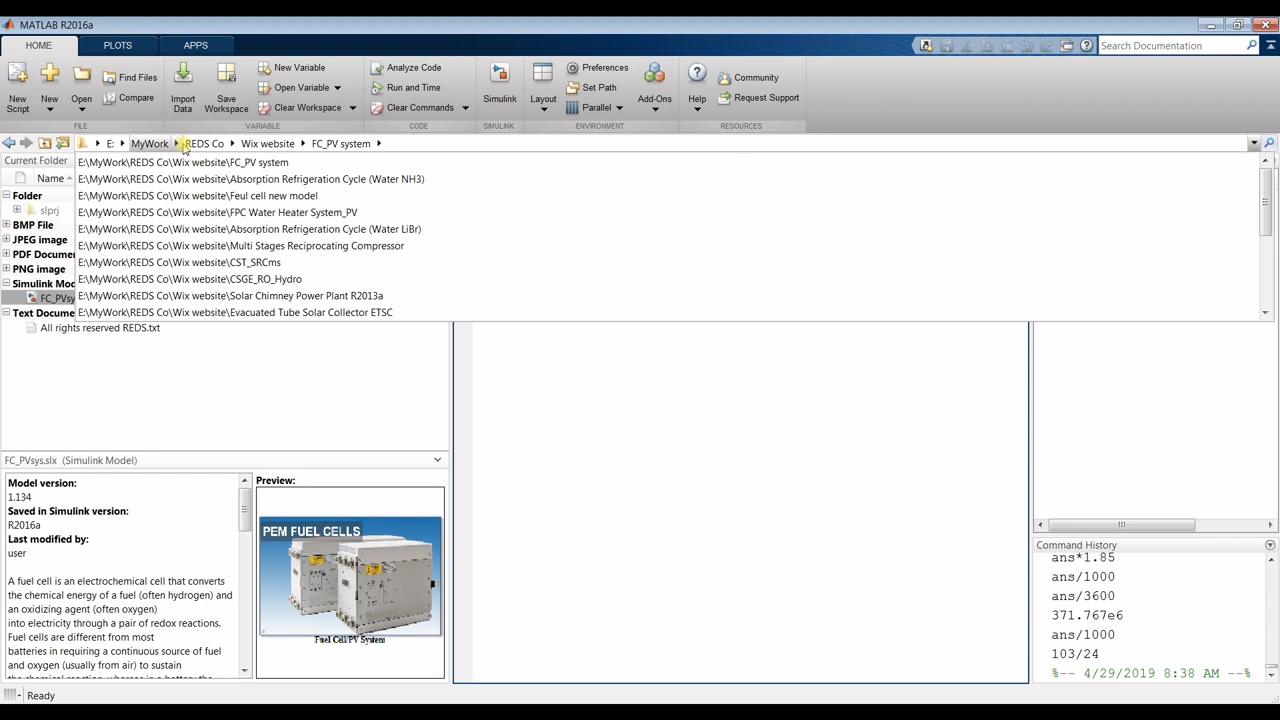 MATLAB R2016a
HOME
PLOTS
APPS
Search Documentation
New Script
New
Open
Find Files
Compare
Import Data
Save Workspace
New Variable
Open Variable
Clear Workspace
Analyze Code
Run and Time
Clear Commands
Simulink
Layout
Preferences
Set Path
Parallel
Add-Ons
Help
Community
Request Support
FILE
VARIABLE
CODE
SIMULINK
ENVIRONMENT
RESOURCES
E: MyWork REDS Co Wix website FC_PV system
E:\MyWork\REDS Co\Wix website\FC_PV system
E:\MyWork\REDS Co\Wix website\Absorption Refrigeration Cycle (Water NH3)
E:\MyWork\REDS Co\Wix website\Feul cell new model
E:\MyWork\REDS Co\Wix website\FPC Water Heater System_PV
E:\MyWork\REDS Co\Wix website\Absorption Refrigeration Cycle (Water LiBr)
E:\MyWork\REDS Co\Wix website\Multi Stages Reciprocating Compressor
E:\MyWork\REDS Co\Wix website\CST_SRCms
E:\MyWork\REDS Co\Wix website\CSGE_RO_Hydro
E:\MyWork\REDS Co\Wix website\Solar Chimney Power Plant R2013a
E:\MyWork\REDS Co\Wix website\Evacuated Tube Solar Collector ETSC
Current Folder
Name
Folder
slprj
BMP File
JPEG image
PDF Docume
PNG image
Simulink Mod
FC_PVsy
Text Docume
All rights reserved REDS.txt
FC_PVsys.slx (Simulink Model)
Model version:
1.134
Saved in Simulink version:
R2016a
Last modified by:
user
A fuel cell is an electrochemical cell that converts
the chemical energy of a fuel (often hydrogen) and
an oxidizing agent (often oxygen)
into electricity through a pair of redox reactions.
Fuel cells are different from most
batteries in requiring a continuous source of fuel
and oxygen (usually from air) to sustain
Preview:
PEM FUEL CELLS
Fuel Cell/PV System
Command History
ans*1.85
ans/1000
ans/3600
371.767e6
ans/1000
103/24
%-- 4/29/2019 8:38 AM --%
Ready